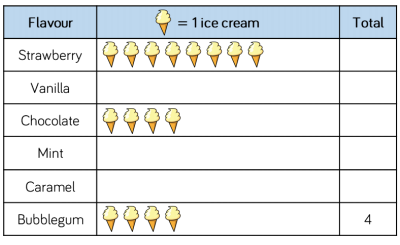 Flavour = 1 ice cream Total
Strawberry
Vanilla
Chocolate
Mint
Caramel
Bubblegum 4